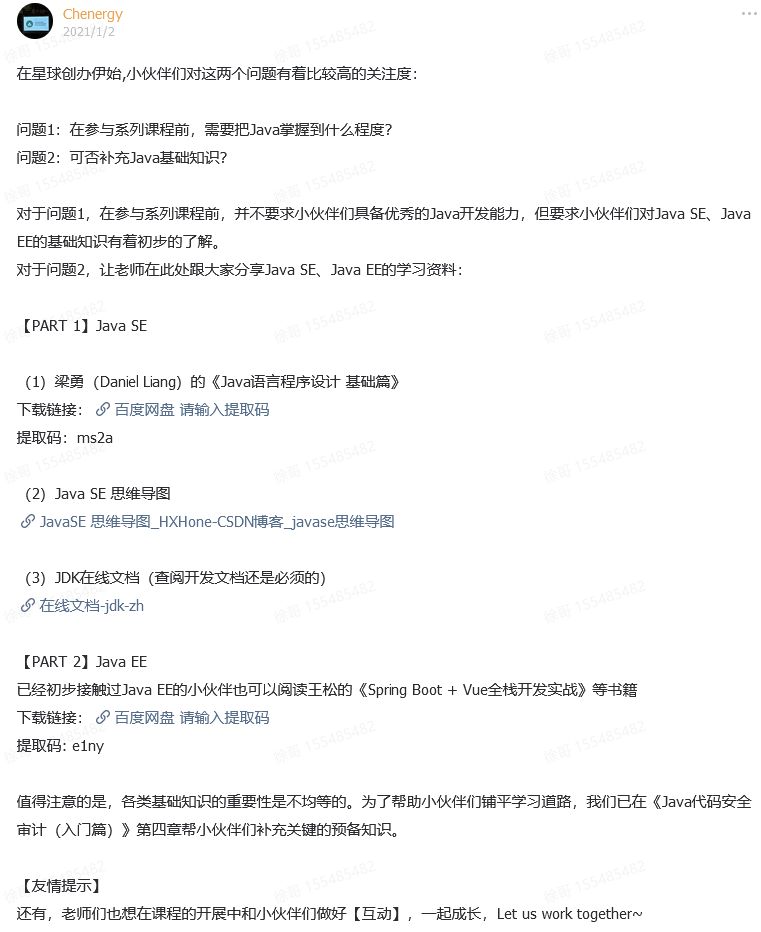 Chenergy
2021/1/2
在星球创办伊始,小伙伴们对这两个问题有着比较高的关注度：
问题1：在参与系列课程前，需要把Java掌握到什么程度？
问题2：可否补充Java基础知识？
对于问题1，在参与系列课程前，并不要求小伙伴们具备优秀的Java开发能力，但要求小伙伴们对Java SE、Java
EE的基础知识有着初步的了解。
对于问题2，让老师在此处跟大家分享Java SE、Java EE的学习资料：
【PART 1】Java SE
（1）梁勇（Daniel Liang）的《Java语言程序设计 基础篇》
下载链接： 百度网盘 请输入提取码
提取码：ms2a
（2）Java SE 思维导图
JavaSE 思维导图_HXHone-CSDN博客_javase思维导图
（3）JDK在线文档（查阅开发文档还是必须的）
在线文档-jdk-zh
【PART 2】Java EE
已经初步接触过Java EE的小伙伴也可以阅读王松的《Spring Boot + Vue全栈开发实战》等书籍
下载链接： 百度网盘 请输入提取码
提取码: e1ny
值得注意的是，各类基础知识的重要性是不均等的。为了帮助小伙伴们铺平学习道路，我们已在《Java代码安全
审计（入门篇）》第四章帮小伙伴们补充关键的预备知识。
【友情提示】
还有，老师们也想在课程的开展中和小伙伴们做好【互动】，一起成长，Let us work together~
徐哥 155485482